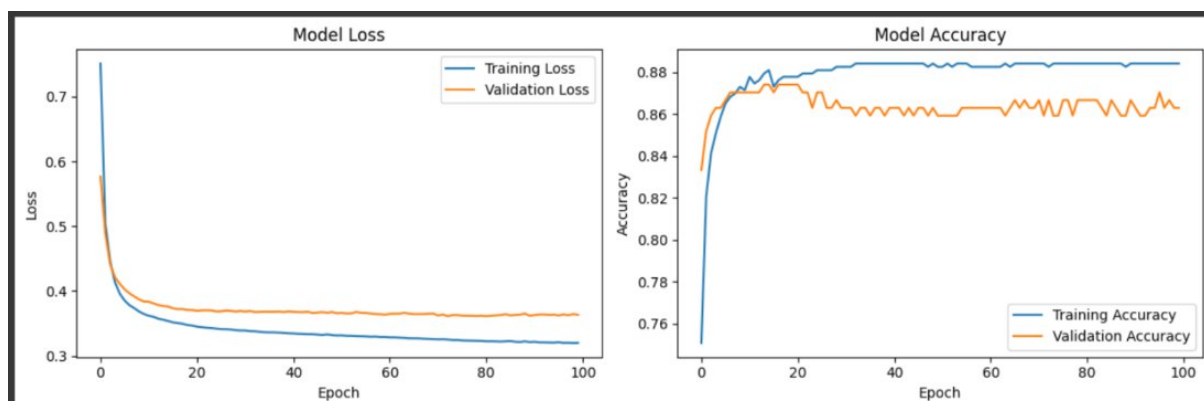 Model Loss
Training Loss
Validation Loss
0.7
0.6
0.5
0.4
0.3
Loss
0
20
40
60
80
100
Epoch
Model Accuracy
0.88
0.86
0.84
0.82
0.80
0.78
0.76
Accuracy
Training Accuracy
Validation Accuracy
0
20
40
60
80
100
Epoch